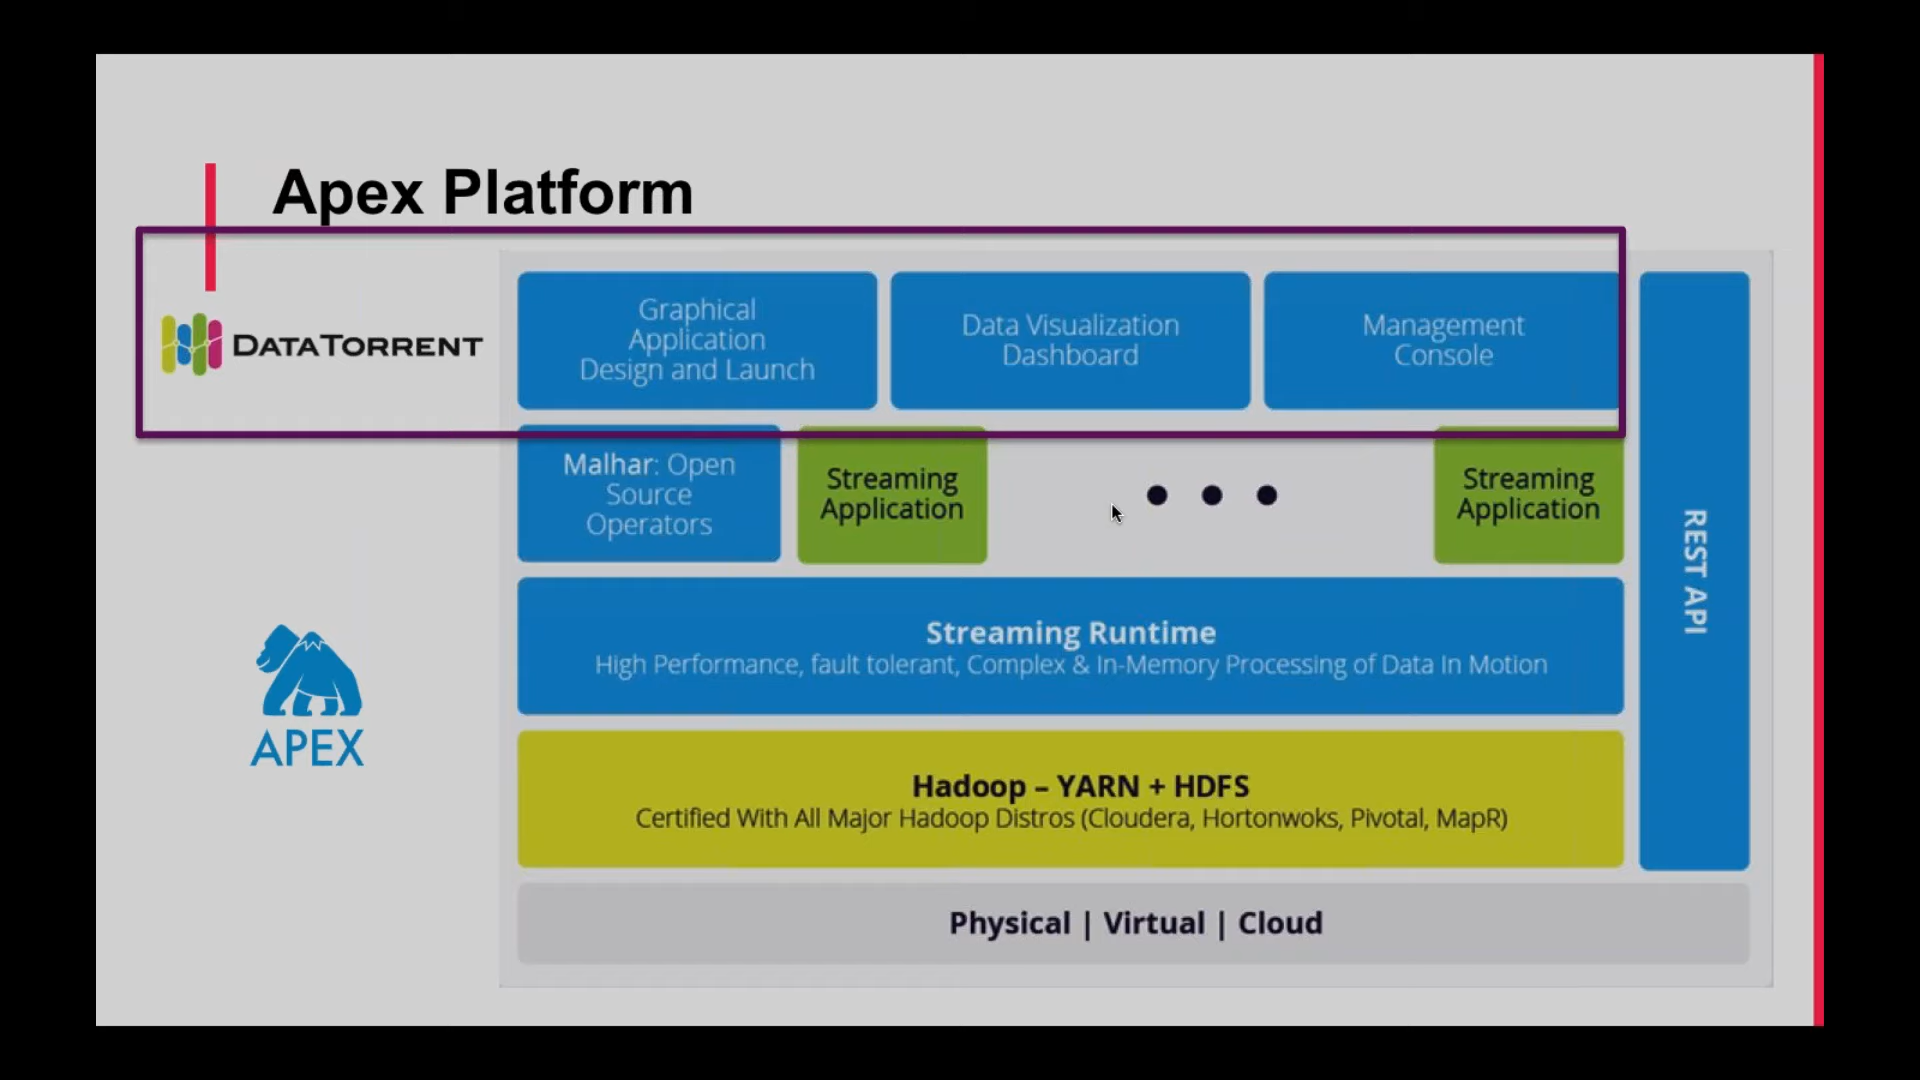 Apex Platform
DATATORRENT
Graphical
Application
Design and Launch
Data Visualization
Dashboard
Management
Console
Malhar: Open
Source
Operators
Streaming
Application
Streaming
Application
REST API
Streaming Runtime
High Performance, fault tolerant, Complex & In-Memory Processing of Data In Motion
APEX
Hadoop – YARN + HDFS
Certified With All Major Hadoop Distros (Cloudera, Hortonwoks, Pivotal, MapR)
Physical | Virtual | Cloud